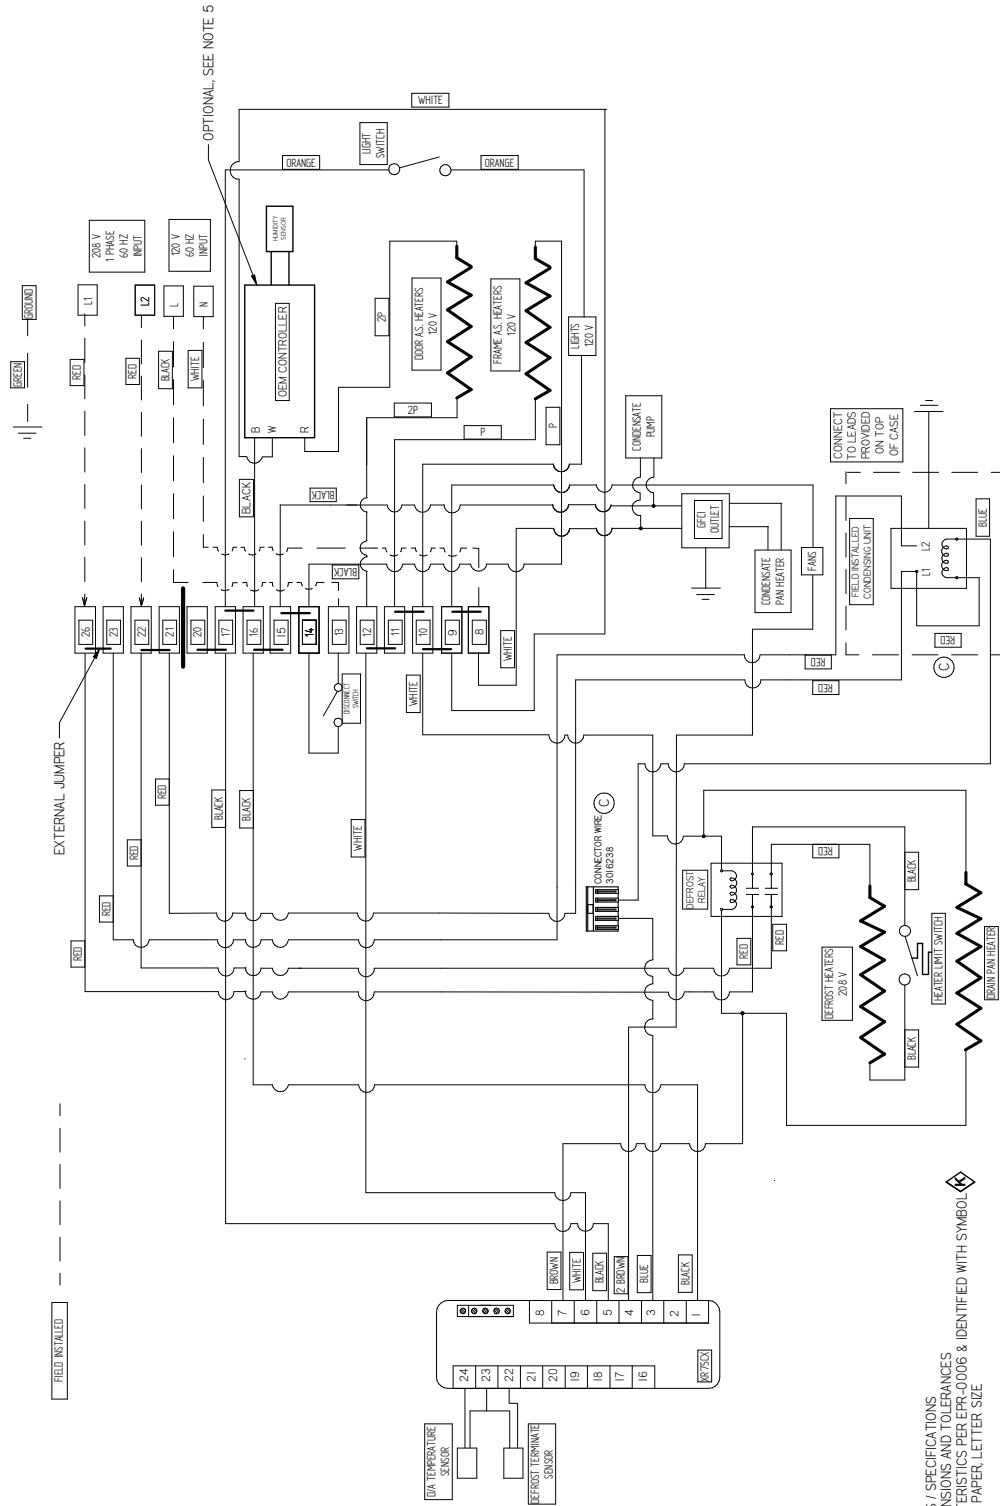 GREEN
GROUND
RED
L1
RED
L2
BLACK
L
WHITE
N
208 V
1 PHASE
60 HZ
INPUT
120 V
60 HZ
INPUT
OPTIONAL, SEE NOTE 5
EXTERNAL JUMPER
FIELD INSTALLED
26
23
22
21
20
17
16
15
14
13
12
11
10
9
8
OEM CONTROLLER
HUMIDITY
SENSOR
B
W
R
WHITE
ORANGE
LIGHT
SWITCH
ORANGE
BLACK
2P
DOOR A.S. HEATERS
120 V
2P
FRAME A.S. HEATERS
120 V
P
P
LIGHTS
120 V
BLACK
BLACK
CONDENSATE
PUMP
GFCI
OUTLET
CONDENSATE
PAN HEATER
FANS
DISCONNECT
SWITCH
WHITE
WHITE
RED
RED
RED
RED
BLACK
BLACK
WHITE
CONNECT
TO LEADS
PROVIDED
ON TOP
OF CASE
FIELD INSTALLED
CONDENSING UNIT
L1
L2
BLUE
RED
C
RED
RED
CONNECTOR WIRE
3016238
C
DEFROST
RELAY
RED
RED
RED
BLACK
DEFROST HEATERS
208 V
BLACK
HEATER LIMIT SWITCH
DRAIN PAN HEATER
BROWN
WHITE
BLACK
2 BROWN
BLUE
BLACK
8
7
6
5
4
3
2
1
24
23
22
21
20
19
18
17
16
XR75CX
D/A TEMPERATURE
SENSOR
DEFROST TERMINATE
SENSOR
S / SPECIFICATIONS
NSIONS AND TOLERANCES
ERISTICS PER EPR-0006 & IDENTIFIED WITH SYMBOL K
PAPER, LETTER SIZE